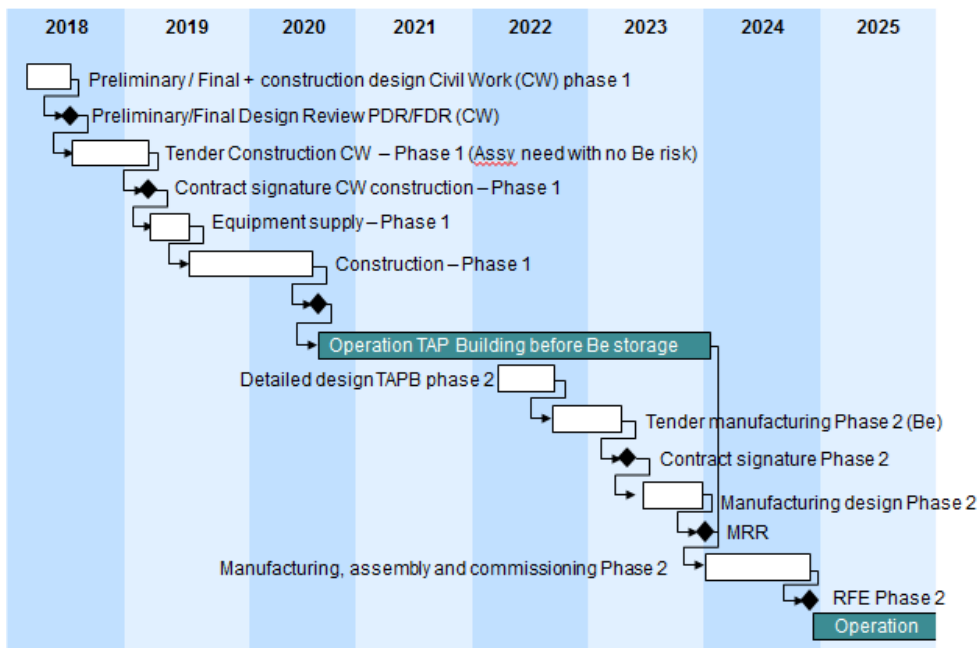 2018 2019 2020 2021 2022 2023 2024 2025
Preliminary / Final + construction design Civil Work (CW) phase 1
Preliminary/Final Design Review PDR/FDR (CW)
Tender Construction CW – Phase 1 (Assy need with no Be risk)
Contract signature CW construction – Phase 1
Equipment supply – Phase 1
Construction – Phase 1
Operation TAP Building before Be storage
Detailed design TAPB phase 2
Tender manufacturing Phase 2 (Be)
Contract signature Phase 2
Manufacturing design Phase 2
MRR
Manufacturing, assembly and commissioning Phase 2
RFE Phase 2
Operation